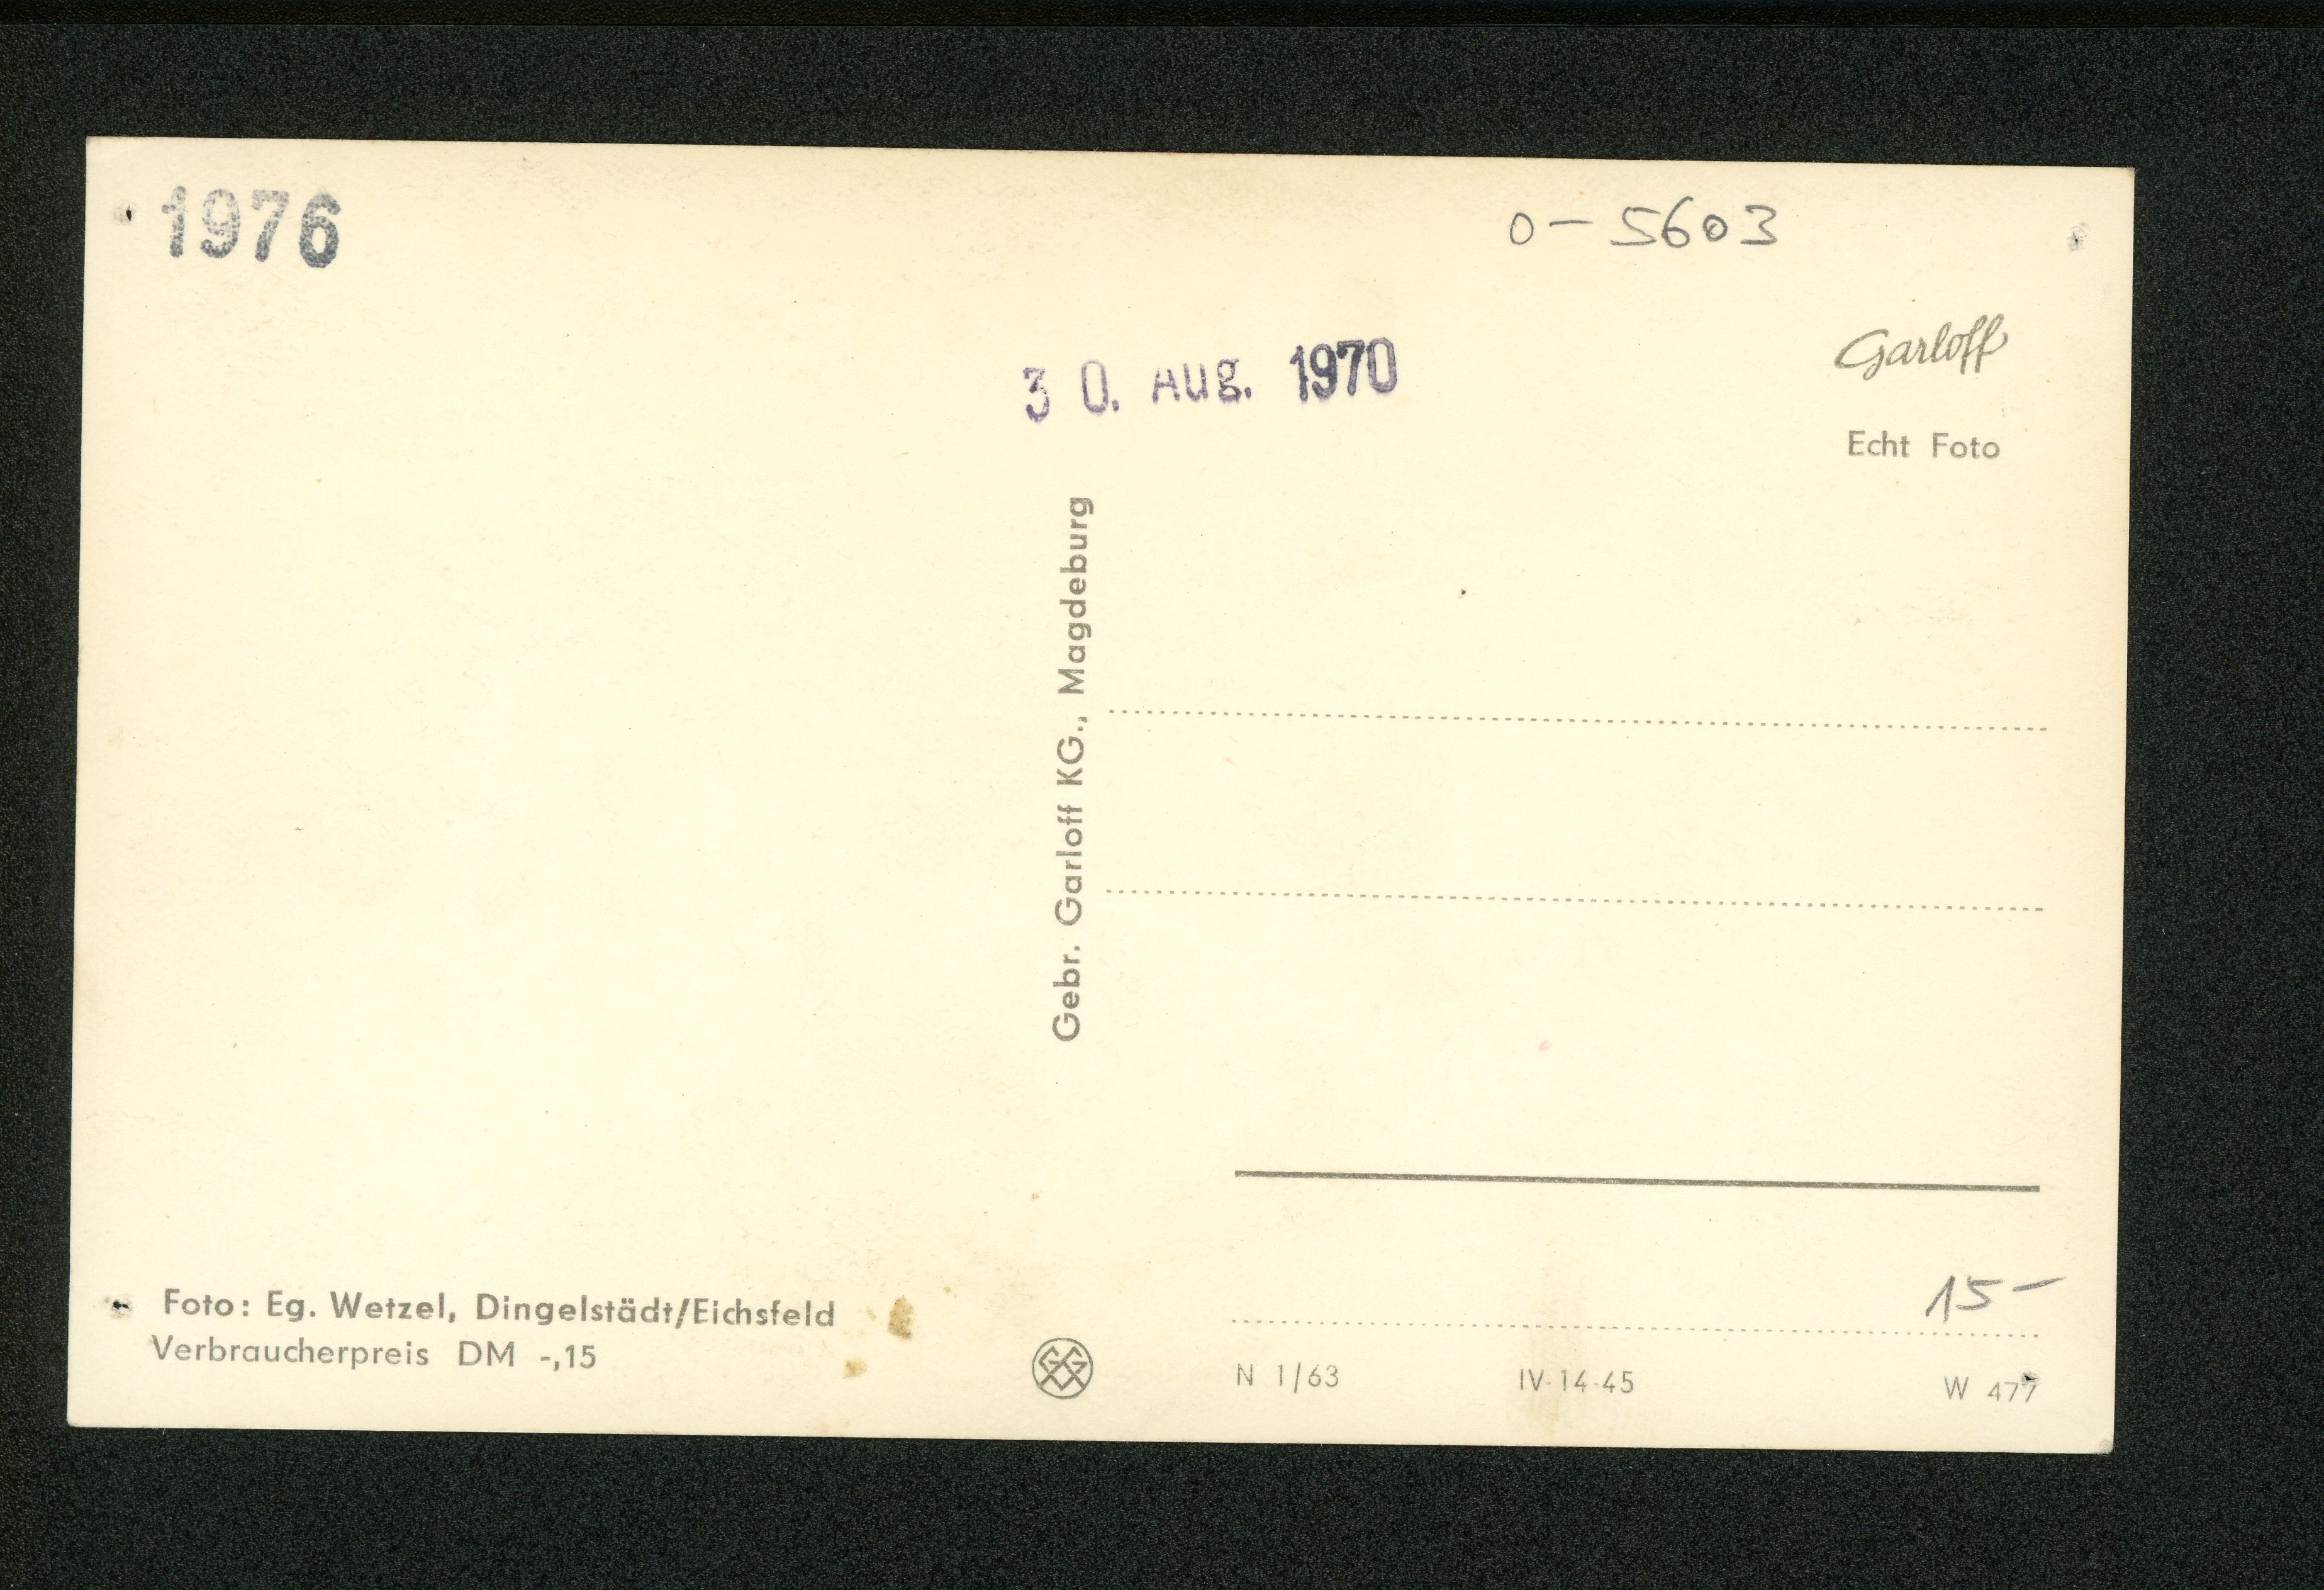 1976
0-5603
30. Aug. 1970
Garloff
Echt Foto
Gebr. Garloff KG., Magdeburg
15-
Foto: Eg. Wetzel, Dingelstädt/Eichsfeld
Verbraucherpreis DM -,15
N 1/63 IV-14-45 W 477